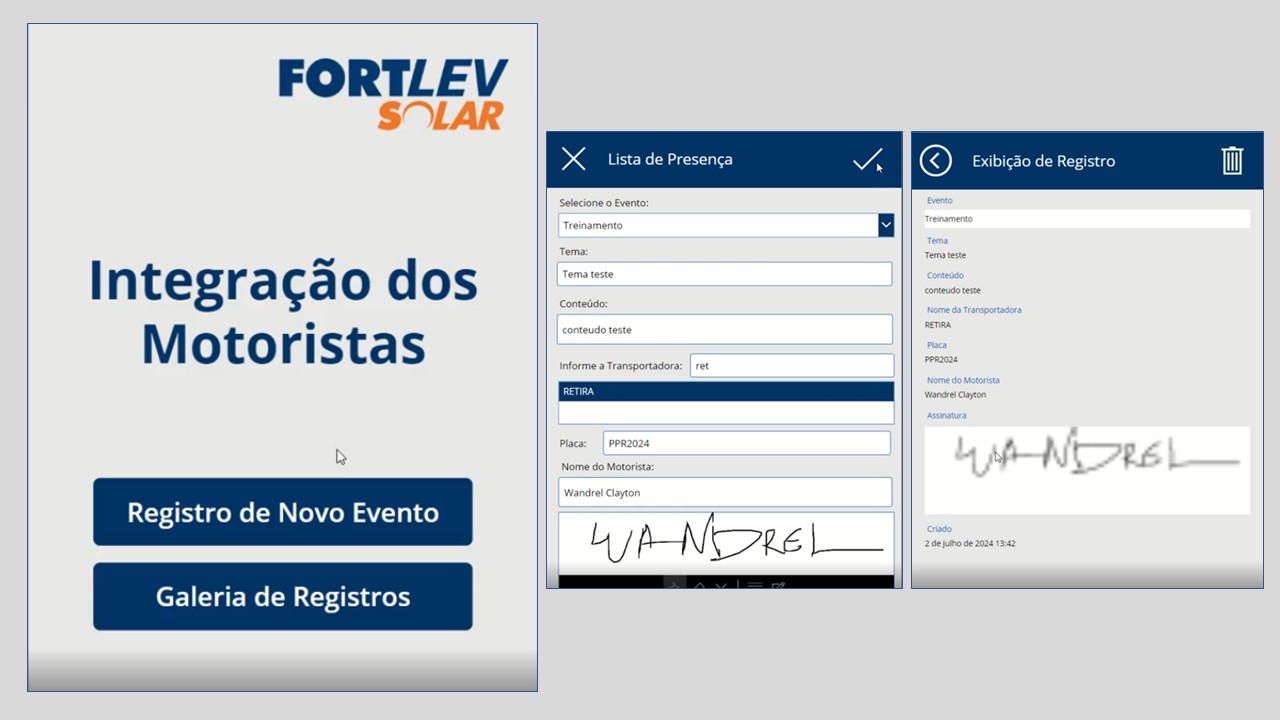 FORTLEV
SOLAR
Integração dos
Motoristas
Registro de Novo Evento
Galeria de Registros
Lista de Presença
Selecione o Evento:
Treinamento
Tema:
Tema teste
Conteúdo:
conteudo teste
Informe a Transportadora: ret
RETIRA
Placa: PPR2024
Nome do Motorista:
Wandrel Clayton
WANDREL
Exibição de Registro
Evento
Treinamento
Tema
Tema teste
Conteúdo
conteudo teste
Nome da Transportadora
RETIRA
Placa
PPR2024
Nome do Motorista
Wandrel Clayton
Assinatura
WANDREL
Criado
2 de julho de 2024 13:42